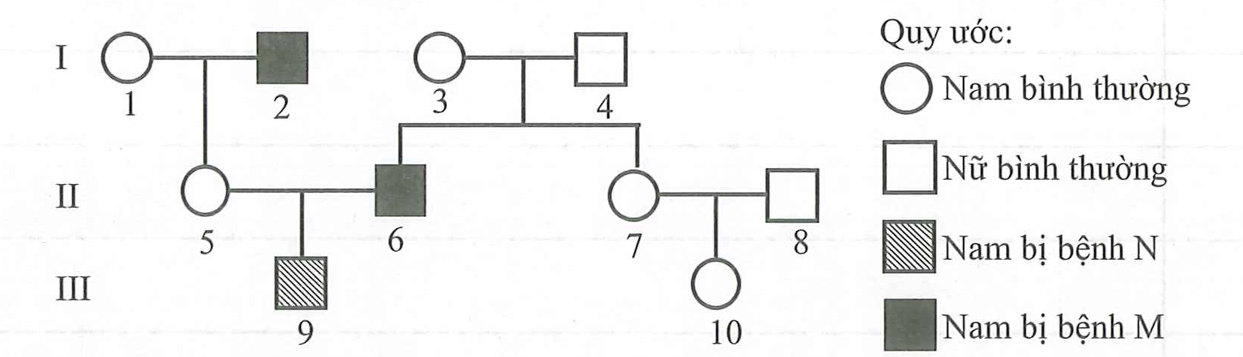 I
1
2
3
4
II
5
6
7
8
III
9
10
Quy ước:
Nam bình thường
Nữ bình thường
Nam bị bệnh N
Nam bị bệnh M